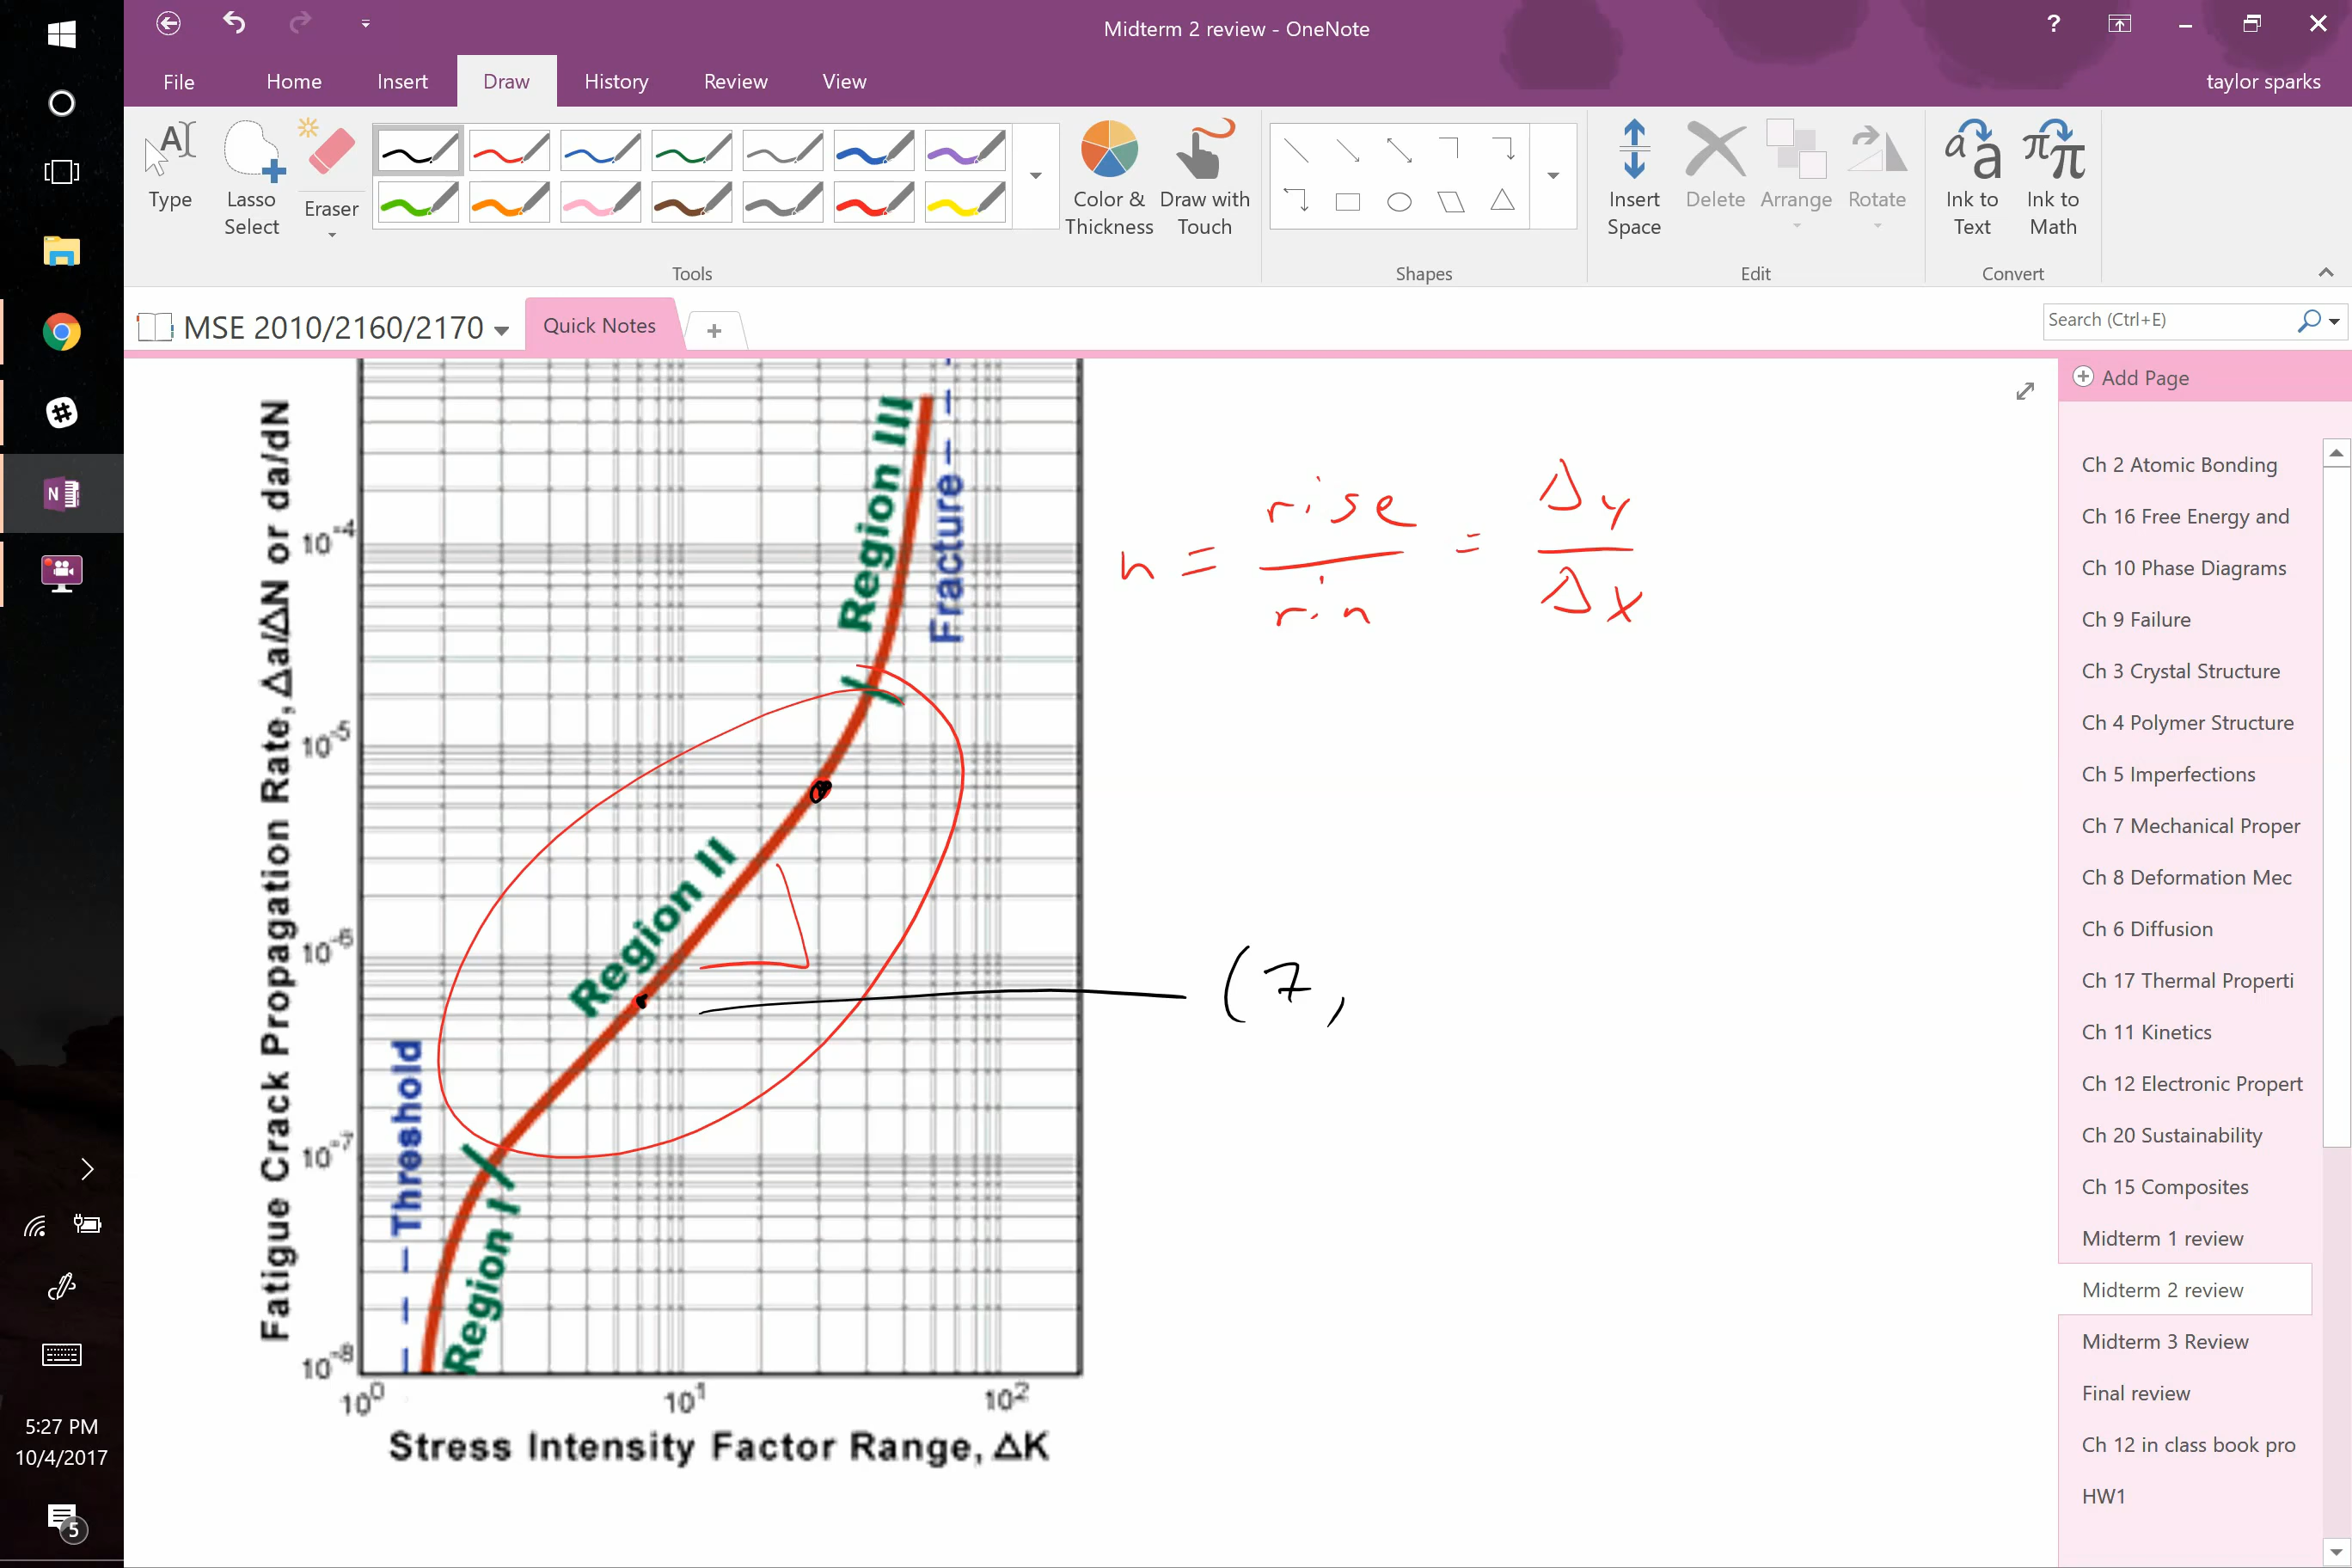 Midterm 2 review - OneNote
?
File Home Insert Draw History Review View
taylor sparks
Type
Lasso Select
Eraser
Color & Thickness
Draw with Touch
Insert Space
Delete
Arrange
Rotate
Ink to Text
Ink to Math
Tools
Shapes
Edit
Convert
MSE 2010/2160/2170
Quick Notes
Search (Ctrl+E)
Add Page
Ch 2 Atomic Bonding
Ch 16 Free Energy and
Ch 10 Phase Diagrams
Ch 9 Failure
Ch 3 Crystal Structure
Ch 4 Polymer Structure
Ch 5 Imperfections
Ch 7 Mechanical Proper
Ch 8 Deformation Mec
Ch 6 Diffusion
Ch 17 Thermal Properti
Ch 11 Kinetics
Ch 12 Electronic Propert
Ch 20 Sustainability
Ch 15 Composites
Midterm 1 review
Midterm 2 review
Midterm 3 Review
Final review
Ch 12 in class book pro
HW1
Fatigue Crack Propagation Rate, Δa/ΔN or da/dN
10⁻⁴
10⁻⁵
10⁻⁶
10⁻⁷
10⁻⁸
Region III
Fracture
Region II
Threshold
Region I
10⁰ 10¹ 10²
Stress Intensity Factor Range, ΔK
n = rise / rin = Δy / Δx
(7,
5:27 PM
10/4/2017
5